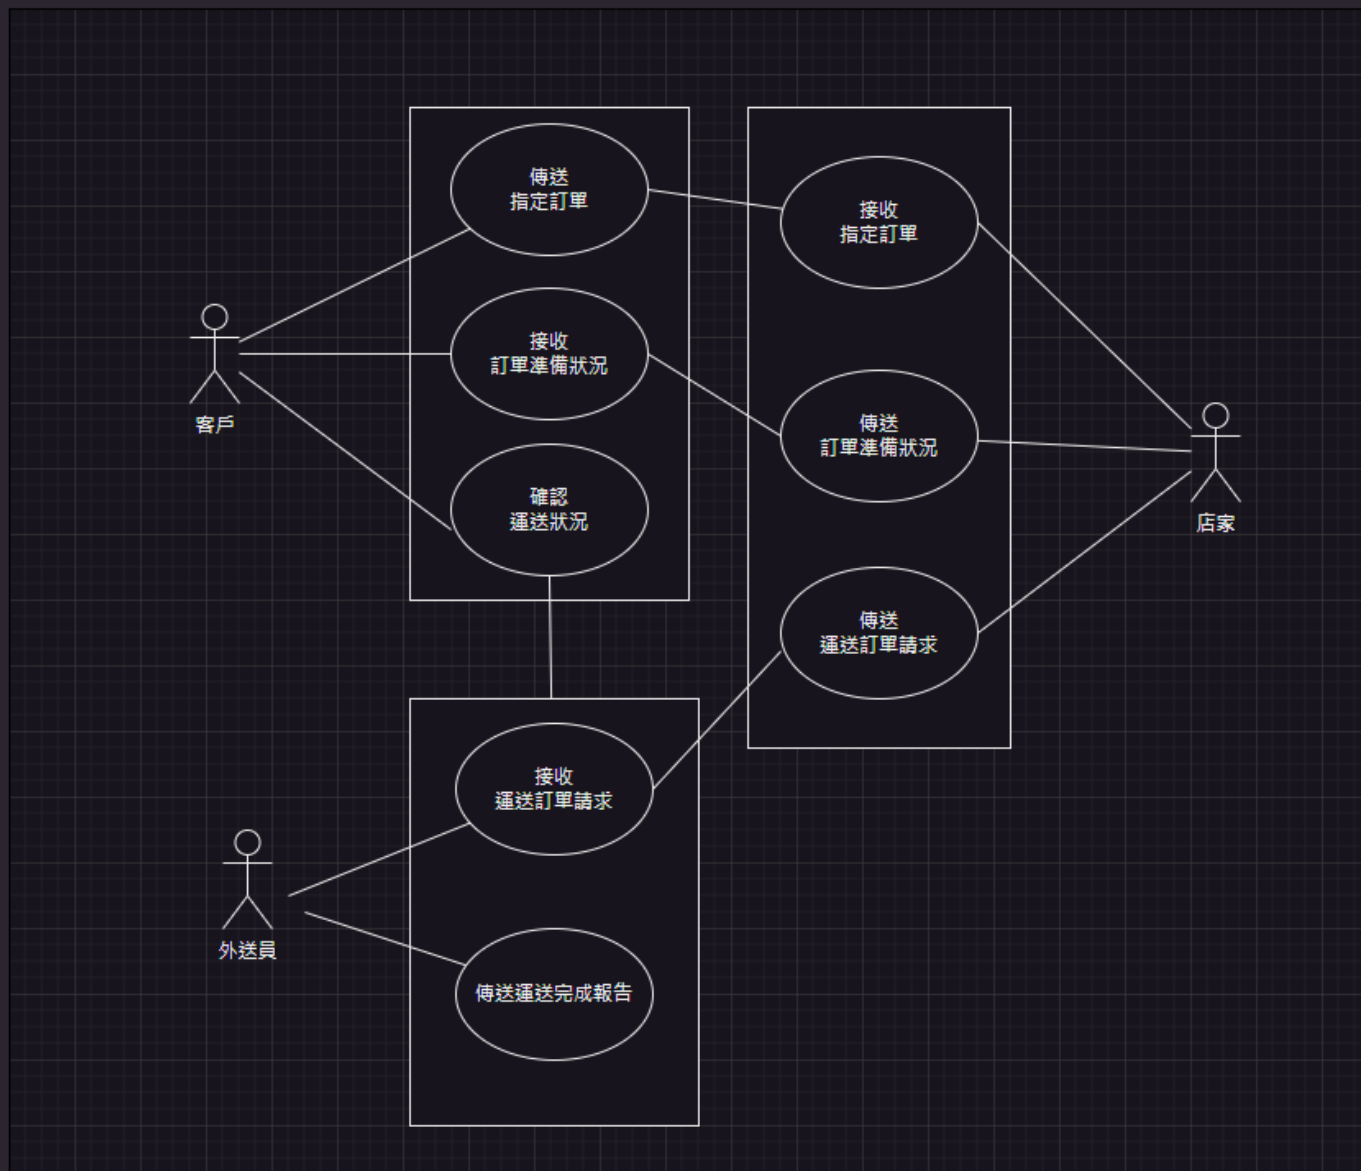 傳送
指定訂單
接收
指定訂單
接收
訂單準備狀況
客戶
傳送
訂單準備狀況
確認
運送狀況
店家
傳送
運送訂單請求
接收
運送訂單請求
外送員
傳送運送完成報告